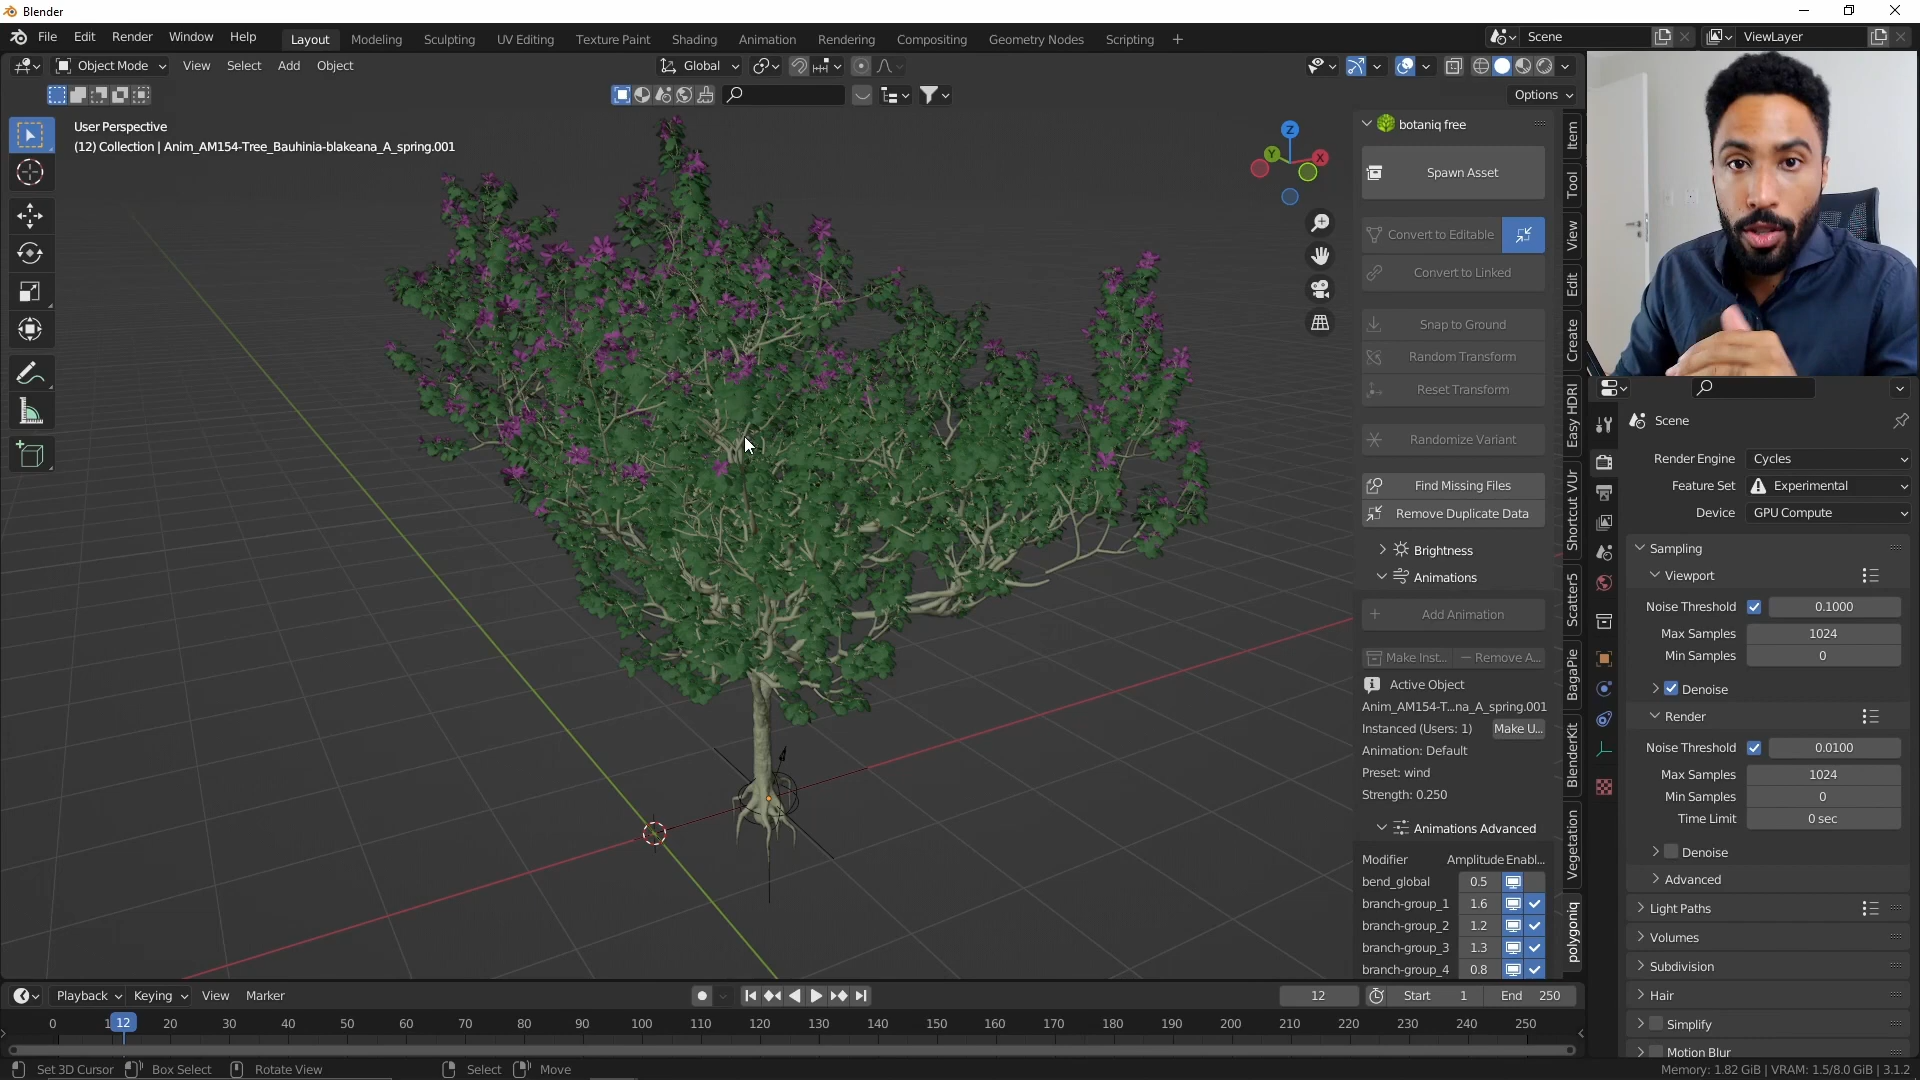 Blender
File Edit Render Window Help
Layout Modeling Sculpting UV Editing Texture Paint Shading Animation Rendering Compositing Geometry Nodes Scripting +
Scene
ViewLayer
Object Mode View Select Add Object
Global
Options
User Perspective
(12) Collection | Anim_AM154-Tree_Bauhinia-blakeana_A_spring.001
Z
Y
X
botaniq free
Spawn Asset
Convert to Editable
Convert to Linked
Snap to Ground
Random Transform
Reset Transform
Randomize Variant
Find Missing Files
Remove Duplicate Data
Brightness
Animations
Add Animation
Make Inst... Remove A...
Active Object
Anim_AM154-T...na_A_spring.001
Instanced (Users: 1) Make U...
Animation: Default
Preset: wind
Strength: 0.250
Animations Advanced
Modifier Amplitude Enabl...
bend_global 0.5
branch-group_1 1.6
branch-group_2 1.2
branch-group_3 1.3
branch-group_4 0.8
Item
Tool
View
Edit
Create
Easy HDRI
Shortcut VUr
Scatter5
BagaPie
BlenderKit
Vegetation
polygoniq
Scene
Render Engine Cycles
Feature Set Experimental
Device GPU Compute
Sampling
Viewport
Noise Threshold 0.1000
Max Samples 1024
Min Samples 0
Denoise
Render
Noise Threshold 0.0100
Max Samples 1024
Min Samples 0
Time Limit 0 sec
Denoise
Advanced
Light Paths
Volumes
Subdivision
Hair
Simplify
Motion Blur
Playback Keying View Marker
12 Start 1 End 250
0 1 12 20 30 40 50 60 70 80 90 100 110 120 130 140 150 160 170 180 190 200 210 220 230 240 250
Set 3D Cursor Box Select Rotate View Select Move
Memory: 1.82 GiB | VRAM: 1.5/8.0 GiB | 3.1.2